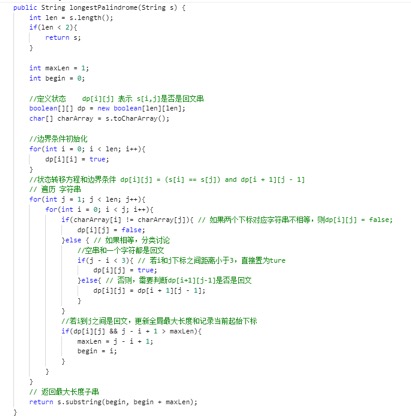 public String longestPalindrome(String s) {
    int len = s.length();
    if(len < 2){
        return s;
    }
    int maxLen = 1;
    int begin = 0;
    //定义状态    dp[i][j] 表示 s[i,j]是否是回文串
    boolean[][] dp = new boolean[len][len];
    char[] charArray = s.toCharArray();
    //边界条件初始化
    for(int i = 0; i < len; i++){
        dp[i][i] = true;
    }
    //状态转移方程和边界条件 dp[i][j] = (s[i] == s[j]) and dp[i + 1][j - 1]
    // 遍历 字符串
    for(int j = 1; j < len; j++){
        for(int i = 0; i < j; i++){
            if(charArray[i] != charArray[j]){ // 如果两个下标对应字符串不相等，则dp[i][j] = false;
                dp[i][j] = false;
            }else { // 如果相等，分类讨论
                //空串和一个字符都是回文
                if(j - i < 3){ // 若i和j下标之间距离小于3，直接置为ture
                    dp[i][j] = true;
                }else{ // 否则，需要判断dp[i+1][j-1]是否是回文
                    dp[i][j] = dp[i + 1][j - 1];
                }
            }
            //若i到j之间是回文，更新全局最大长度和记录当前起始下标
            if(dp[i][j] && j - i + 1 > maxLen){
                maxLen = j - i + 1;
                begin = i;
            }
        }
    }
    // 返回最大长度子串
    return s.substring(begin, begin + maxLen);
}